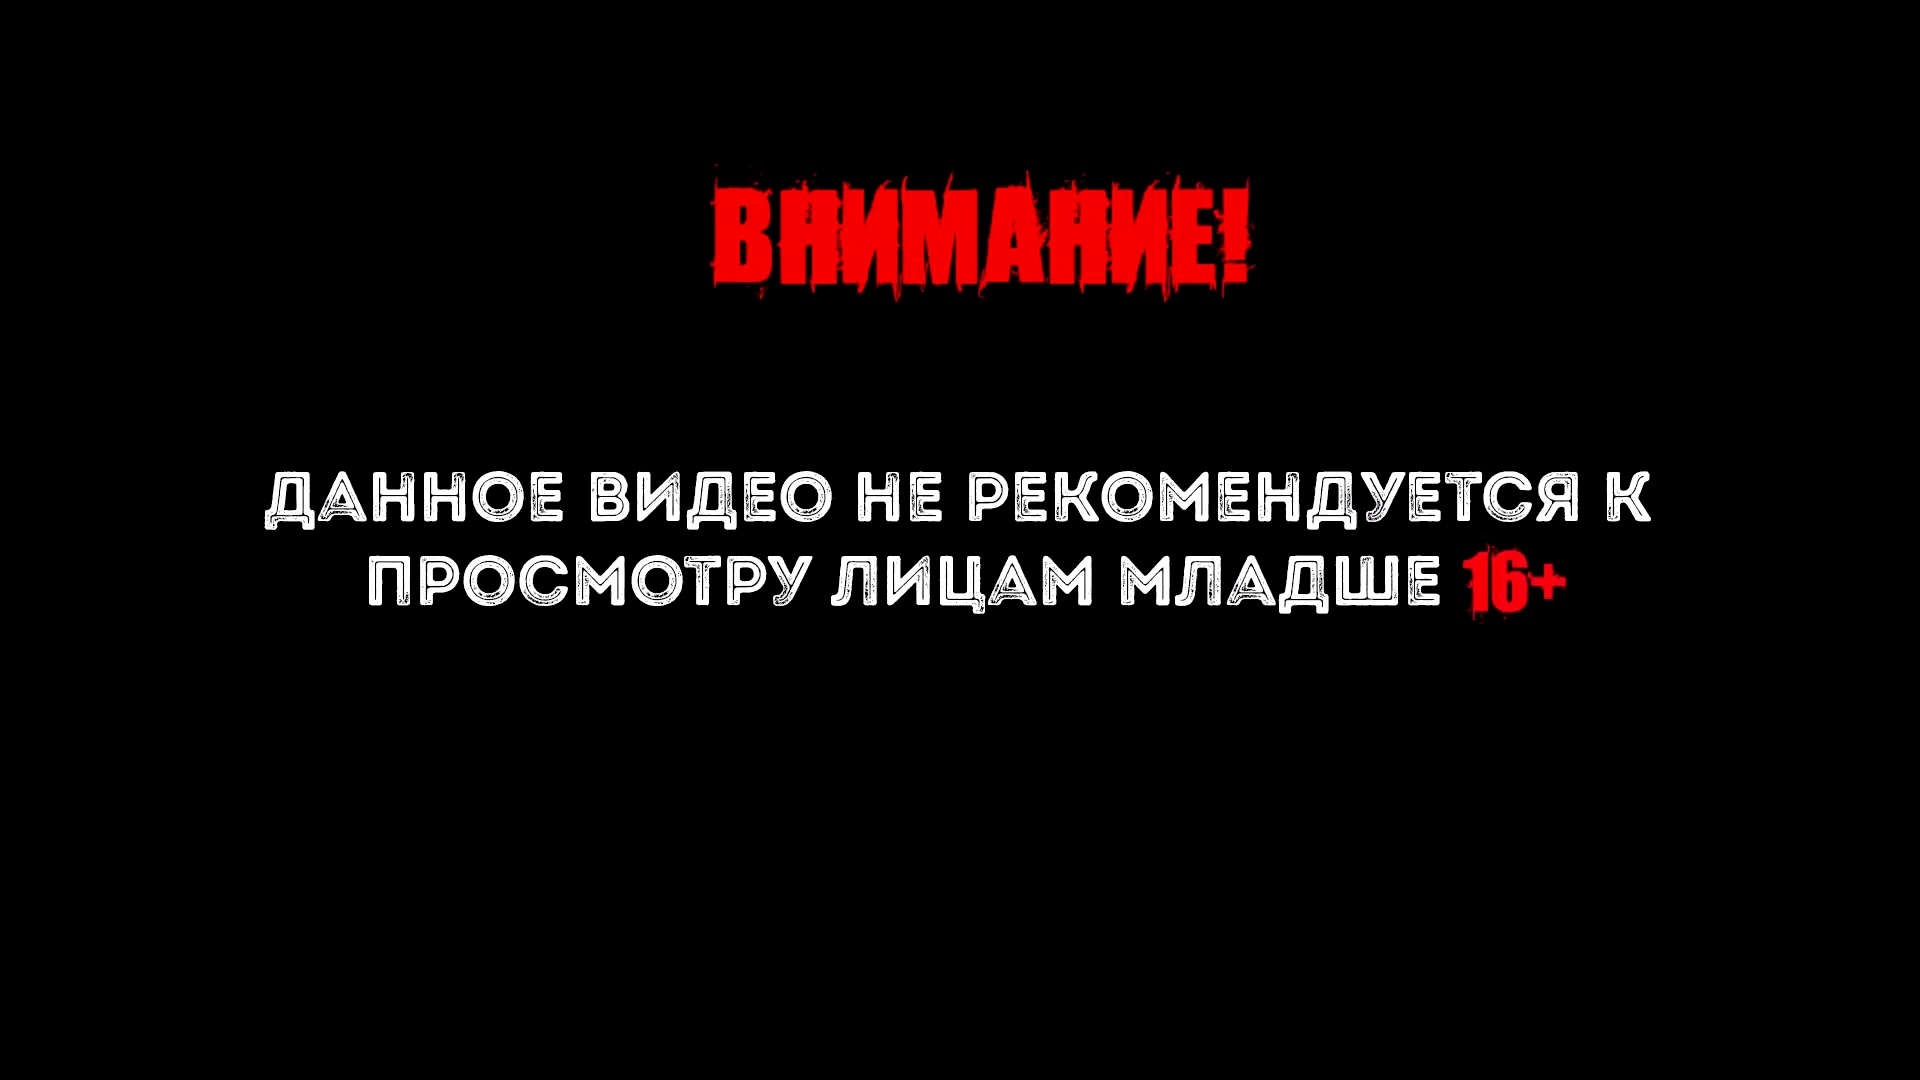 ВНИМАНИЕ!
ДАННОЕ ВИДЕО НЕ РЕКОМЕНДУЕТСЯ К
ПРОСМОТРУ ЛИЦАМ МЛАДШЕ 16+